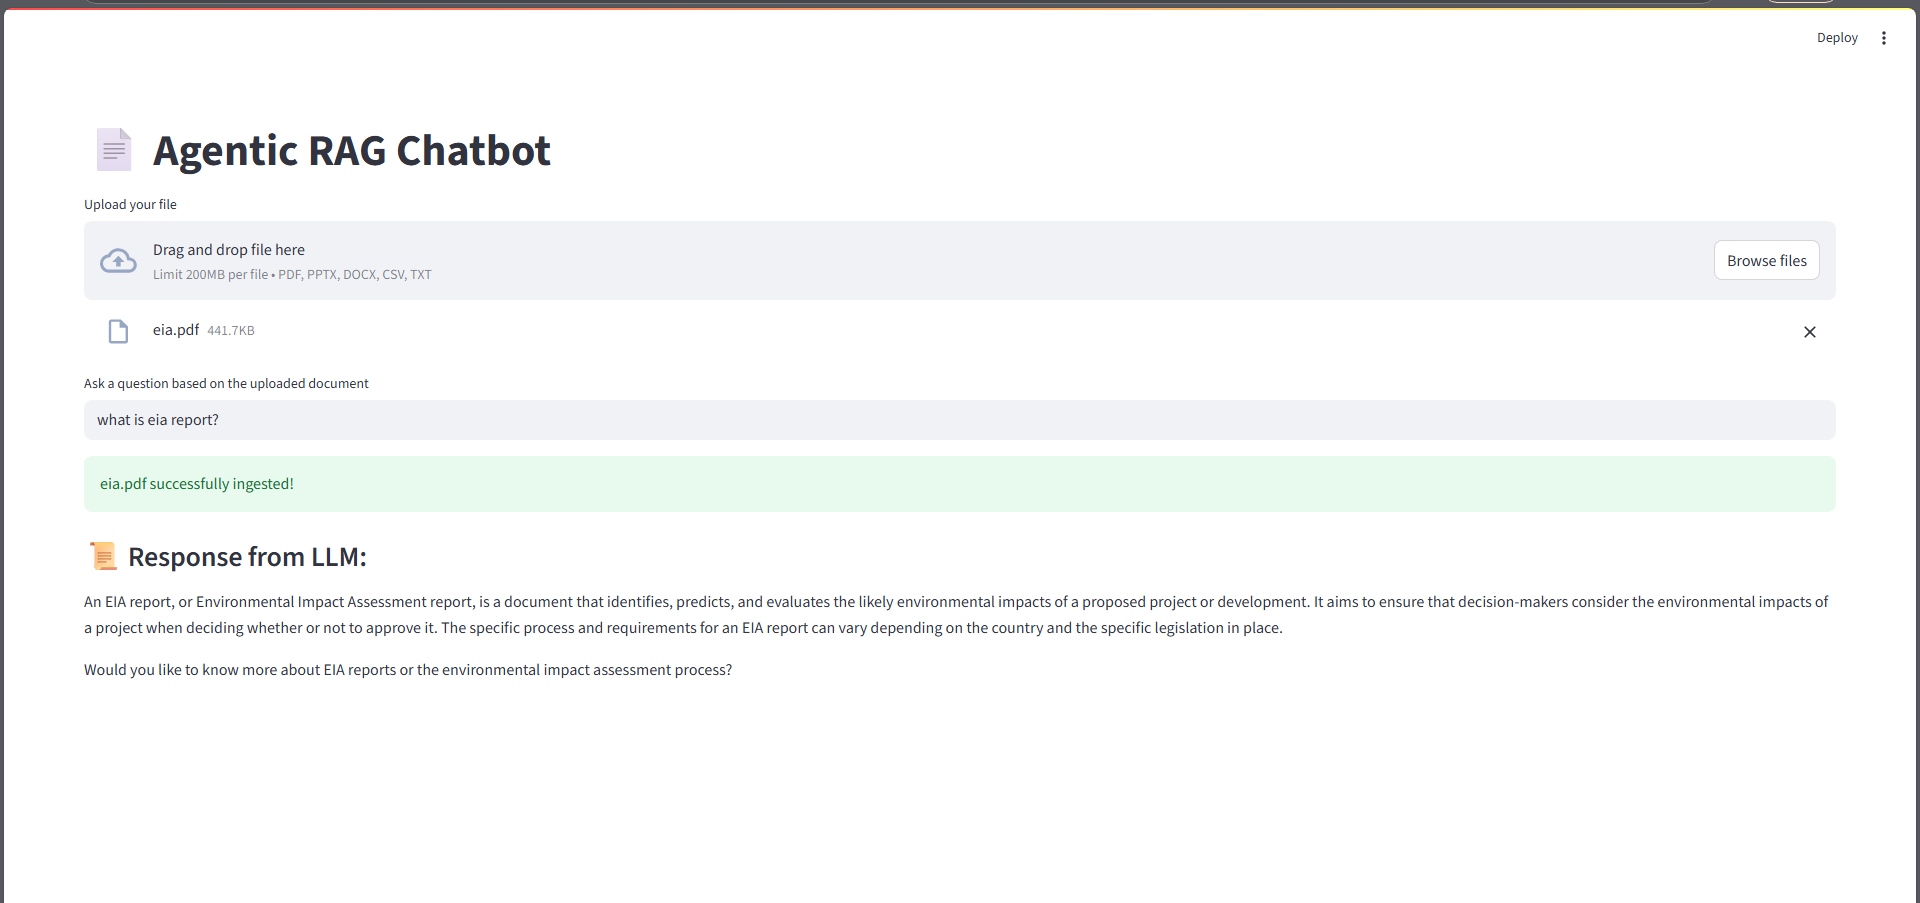 Deploy
Agentic RAG Chatbot
Upload your file
Drag and drop file here
Limit 200MB per file • PDF, PPTX, DOCX, CSV, TXT
Browse files
eia.pdf 441.7KB
Ask a question based on the uploaded document
what is eia report?
eia.pdf successfully ingested!
Response from LLM:
An EIA report, or Environmental Impact Assessment report, is a document that identifies, predicts, and evaluates the likely environmental impacts of a proposed project or development. It aims to ensure that decision-makers consider the environmental impacts of
a project when deciding whether or not to approve it. The specific process and requirements for an EIA report can vary depending on the country and the specific legislation in place.
Would you like to know more about EIA reports or the environmental impact assessment process?